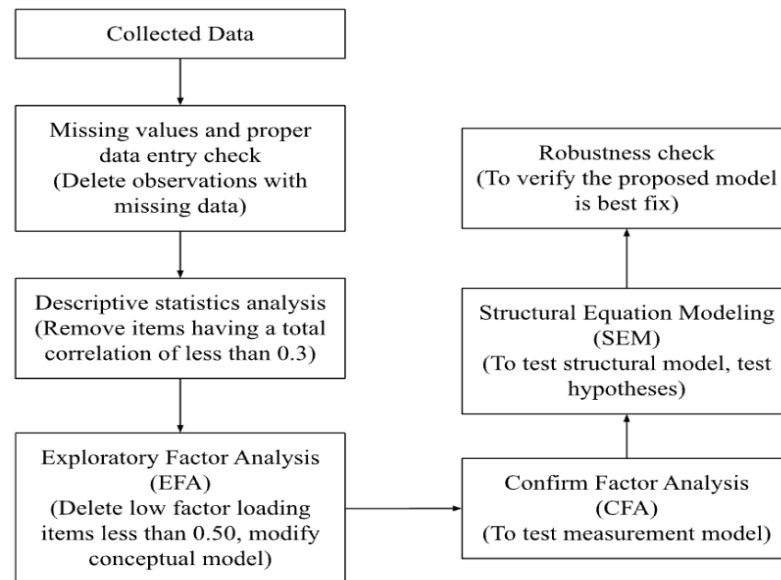 Collected Data
Missing values and proper
data entry check
(Delete observations with
missing data)
Descriptive statistics analysis
(Remove items having a total
correlation of less than 0.3)
Exploratory Factor Analysis
(EFA)
(Delete low factor loading
items less than 0.50, modify
conceptual model)
Confirm Factor Analysis
(CFA)
(To test measurement model)
Structural Equation Modeling
(SEM)
(To test structural model, test
hypotheses)
Robustness check
(To verify the proposed model
is best fix)